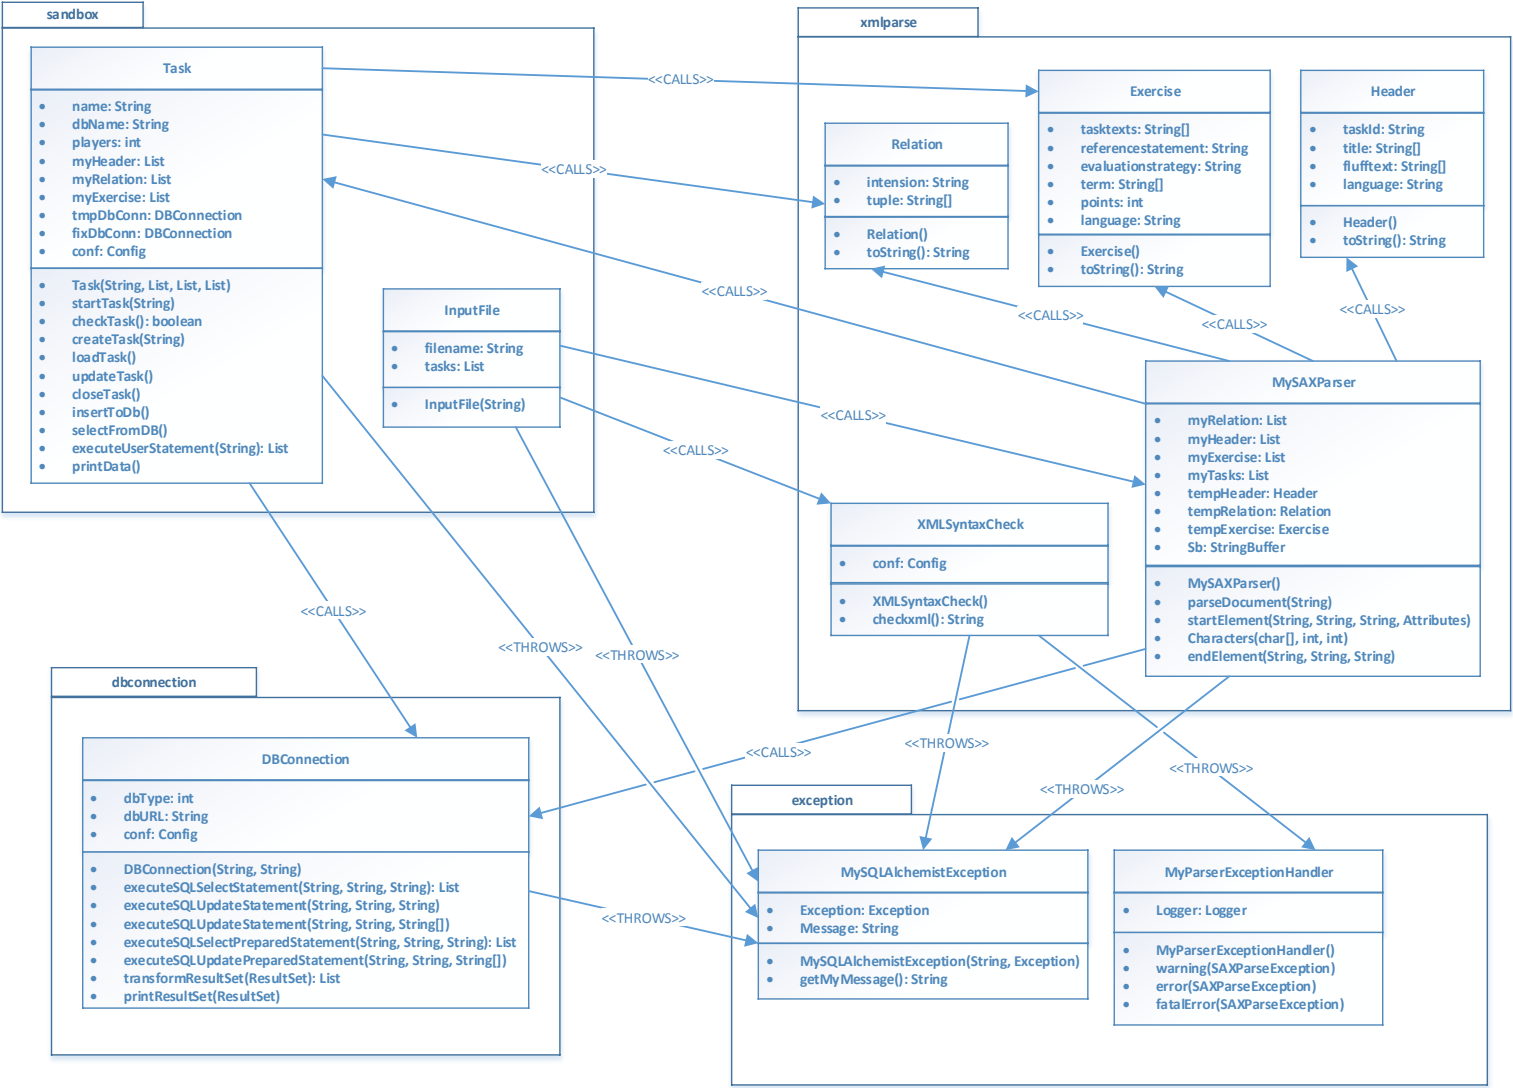 sandbox
Task
name: String
dbName: String
players: int
myHeader: List
myRelation: List
myExercise: List
tmpDbConn: DBConnection
fixDbConn: DBConnection
conf: Config
Task(String, List, List, List)
startTask(String)
checkTask(): boolean
createTask(String)
loadTask()
updateTask()
closeTask()
insertToDb()
selectFromDB()
executeUserStatement(String): List
printData()
InputFile
filename: String
tasks: List
InputFile(String)
xmlparse
Relation
intension: String
tuple: String[]
Relation()
toString(): String
Exercise
tasktexts: String[]
referencestatement: String
evaluationstrategy: String
term: String[]
points: int
language: String
Exercise()
toString(): String
Header
taskId: String
title: String[]
flufftext: String[]
language: String
Header()
toString(): String
MySAXParser
myRelation: List
myHeader: List
myExercise: List
myTasks: List
tempHeader: Header
tempRelation: Relation
tempExercise: Exercise
Sb: StringBuffer
MySAXParser()
parseDocument(String)
startElement(String, String, String, Attributes)
Characters(char[], int, int)
endElement(String, String, String)
XMLSyntaxCheck
conf: Config
XMLSyntaxCheck()
checkxml(): String
<<CALLS>>
<<CALLS>>
<<CALLS>>
<<CALLS>>
<<CALLS>>
<<CALLS>>
<<CALLS>>
<<CALLS>>
<<CALLS>>
<<THROWS>>
<<THROWS>>
<<CALLS>>
<<THROWS>>
<<THROWS>>
<<THROWS>>
<<THROWS>>
dbconnection
DBConnection
dbType: int
dbURL: String
conf: Config
DBConnection(String, String)
executeSQLSelectStatement(String, String, String): List
executeSQLUpdateStatement(String, String, String)
executeSQLUpdateStatement(String, String, String[])
executeSQLSelectPreparedStatement(String, String, String): List
executeSQLUpdatePreparedStatement(String, String, String[])
transformResultSet(ResultSet): List
printResultSet(ResultSet)
exception
MySQLAlchemistException
Exception: Exception
Message: String
MySQLAlchemistException(String, Exception)
getMyMessage(): String
MyParserExceptionHandler
Logger: Logger
MyParserExceptionHandler()
warning(SAXParseException)
error(SAXParseException)
fatalError(SAXParseException)